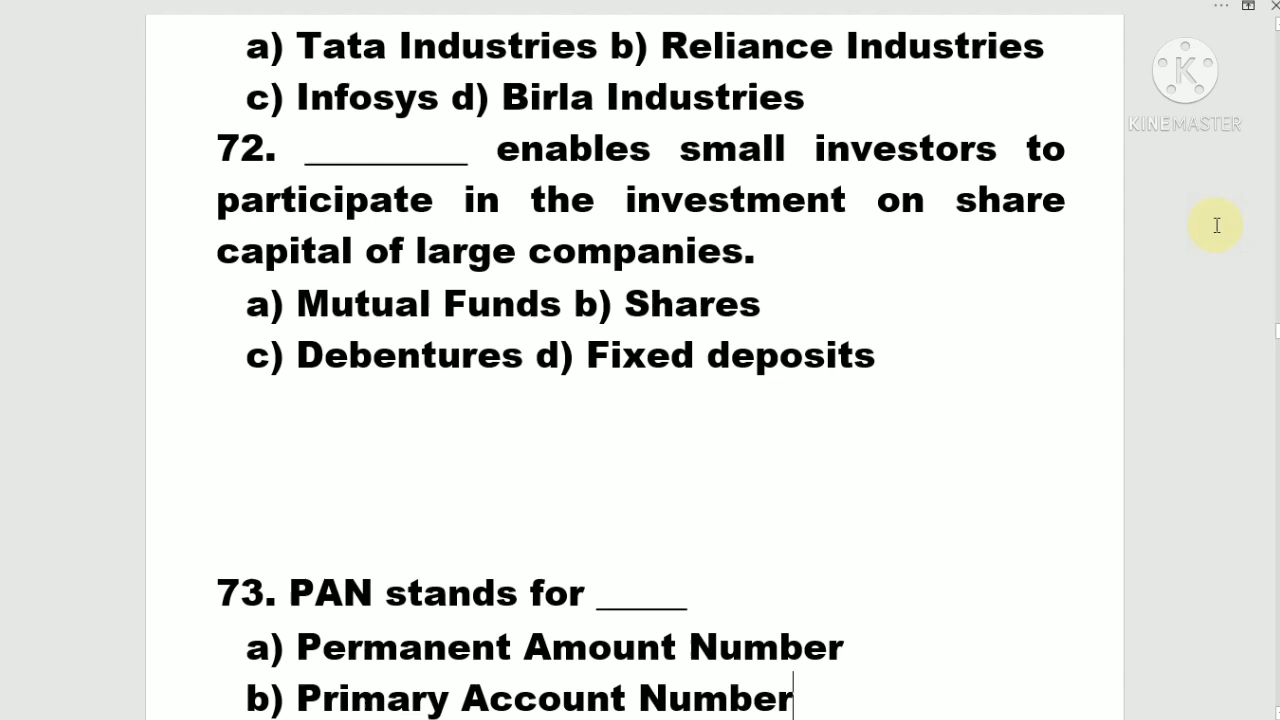 a) Tata Industries b) Reliance Industries
c) Infosys d) Birla Industries
72. _________ enables small investors to
participate in the investment on share
capital of large companies.
a) Mutual Funds b) Shares
c) Debentures d) Fixed deposits
73. PAN stands for _____
a) Permanent Amount Number
b) Primary Account Number
K
KINEMASTER